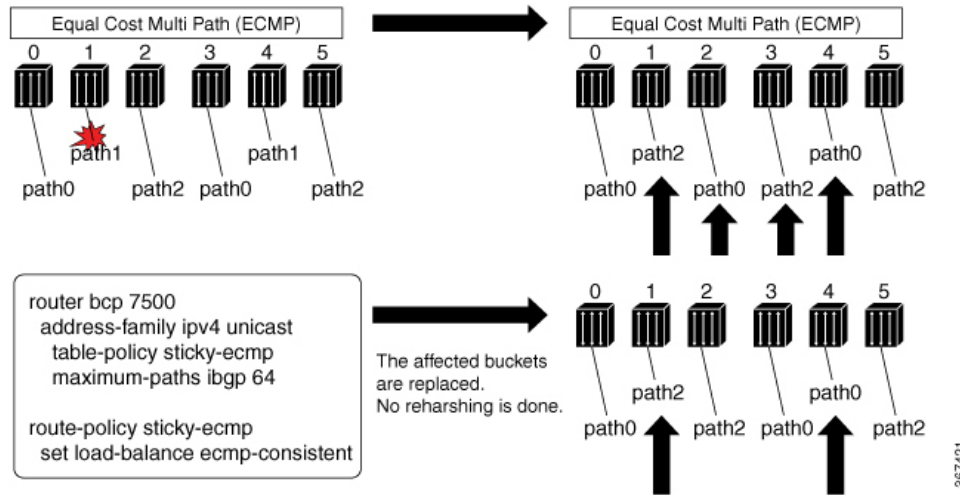 Equal Cost Multi Path (ECMP)
0 1 2 3 4 5
path1 path1
path0 path2 path0 path2
Equal Cost Multi Path (ECMP)
0 1 2 3 4 5
path2 path0
path0 path0 path2 path2
router bcp 7500
address-family ipv4 unicast
table-policy sticky-ecmp
maximum-paths ibgp 64
route-policy sticky-ecmp
set load-balance ecmp-consistent
The affected buckets
are replaced.
No reharshing is done.
0 1 2 3 4 5
path2 path0
path0 path2 path0 path2
367421